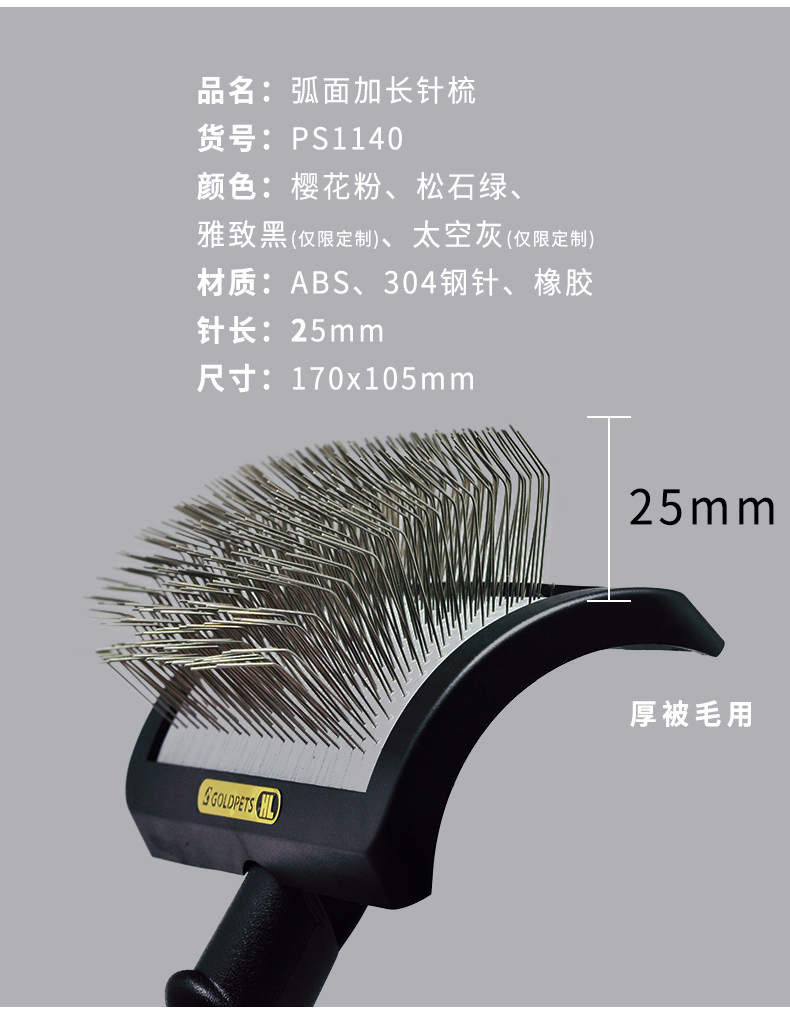 品名：弧面加长针梳
货号：PS1140
颜色：樱花粉、松石绿、
雅致黑(仅限定制)、太空灰(仅限定制)
材质：ABS、304钢针、橡胶
针长：25mm
尺寸：170x105mm
25mm
厚被毛用
GOLDPETS HL